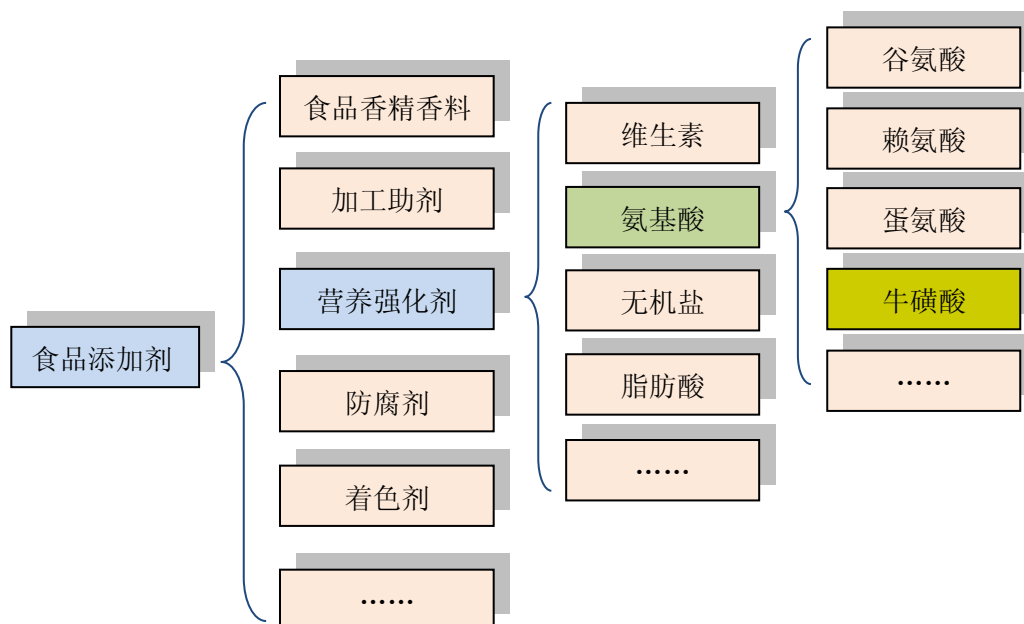 食品添加剂
食品香精香料
加工助剂
营养强化剂
防腐剂
着色剂
……
维生素
氨基酸
无机盐
脂肪酸
……
谷氨酸
赖氨酸
蛋氨酸
牛磺酸
……